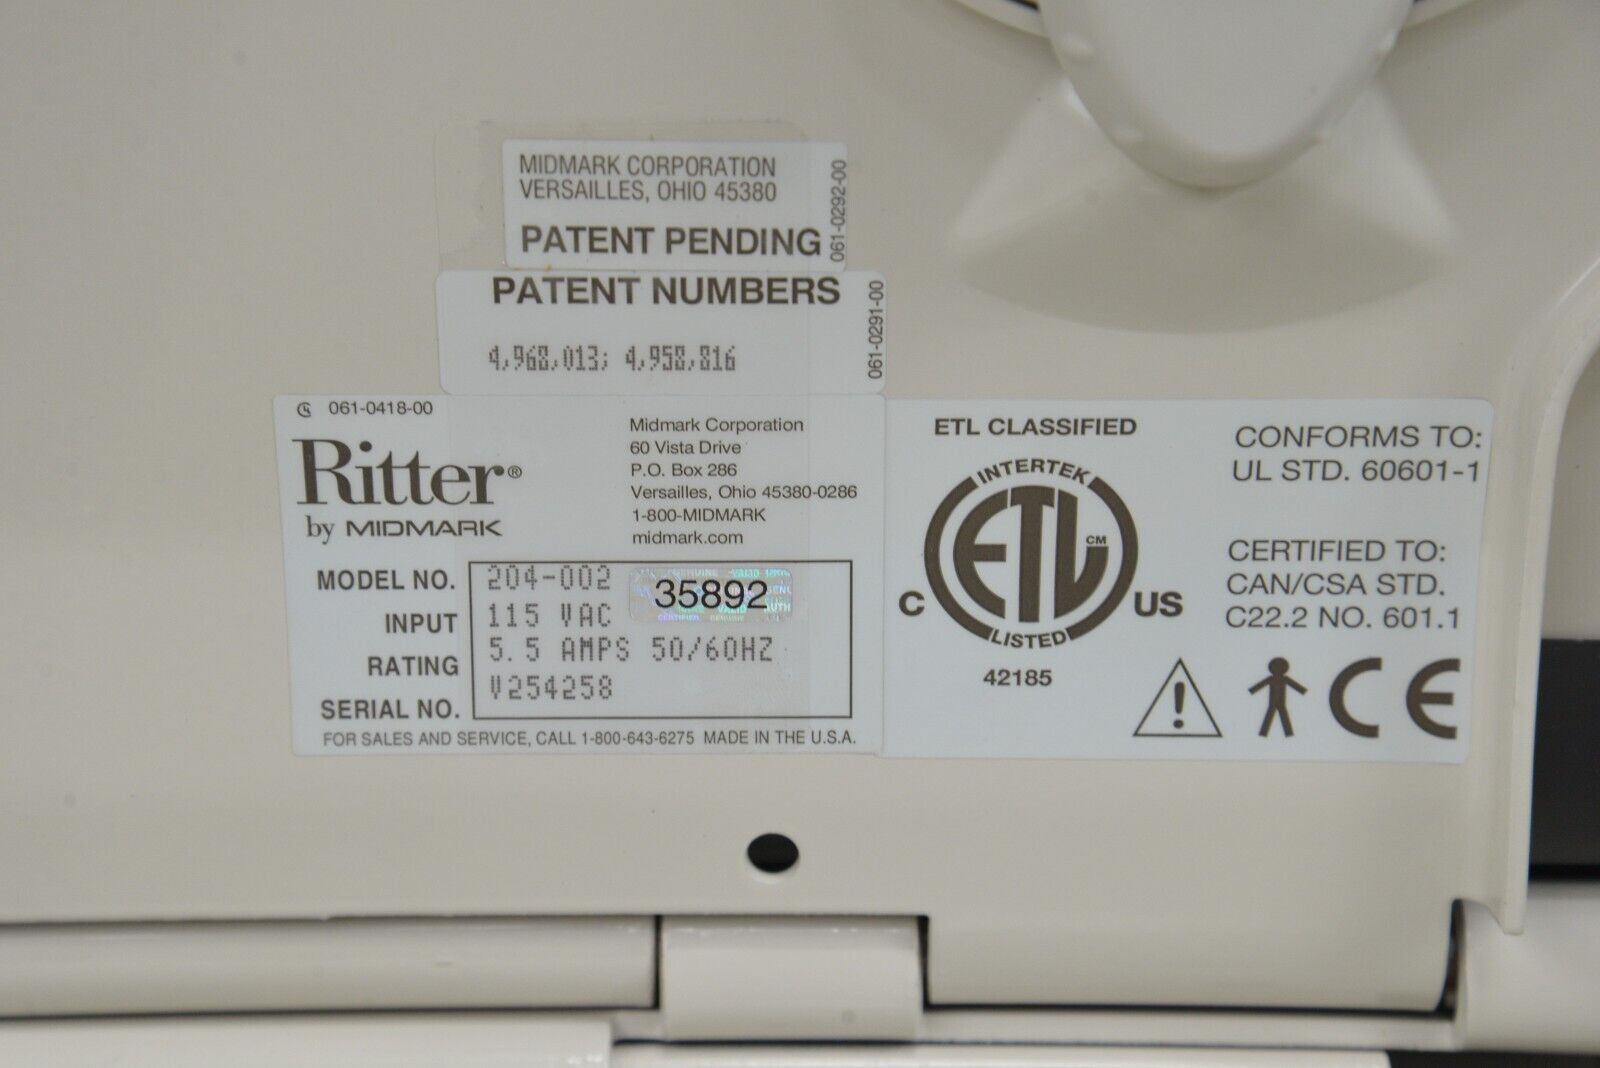 MIDMARK CORPORATION
VERSAILLES, OHIO 45380
PATENT PENDING
061-0292-00
PATENT NUMBERS
4,968,013; 4,958,816
061-0291-00
061-0418-00
Ritter®
by MIDMARK
Midmark Corporation
60 Vista Drive
P.O. Box 286
Versailles, Ohio 45380-0286
1-800-MIDMARK
midmark.com
MODEL NO. 204-002
35892
INPUT 115 VAC
RATING 5.5 AMPS 50/60HZ
SERIAL NO. V254258
FOR SALES AND SERVICE, CALL 1-800-643-6275 MADE IN THE U.S.A.
ETL CLASSIFIED
INTERTEK
ETL CM
LISTED
C US
42185
CONFORMS TO:
UL STD. 60601-1
CERTIFIED TO:
CAN/CSA STD.
C22.2 NO. 601.1
!
CE